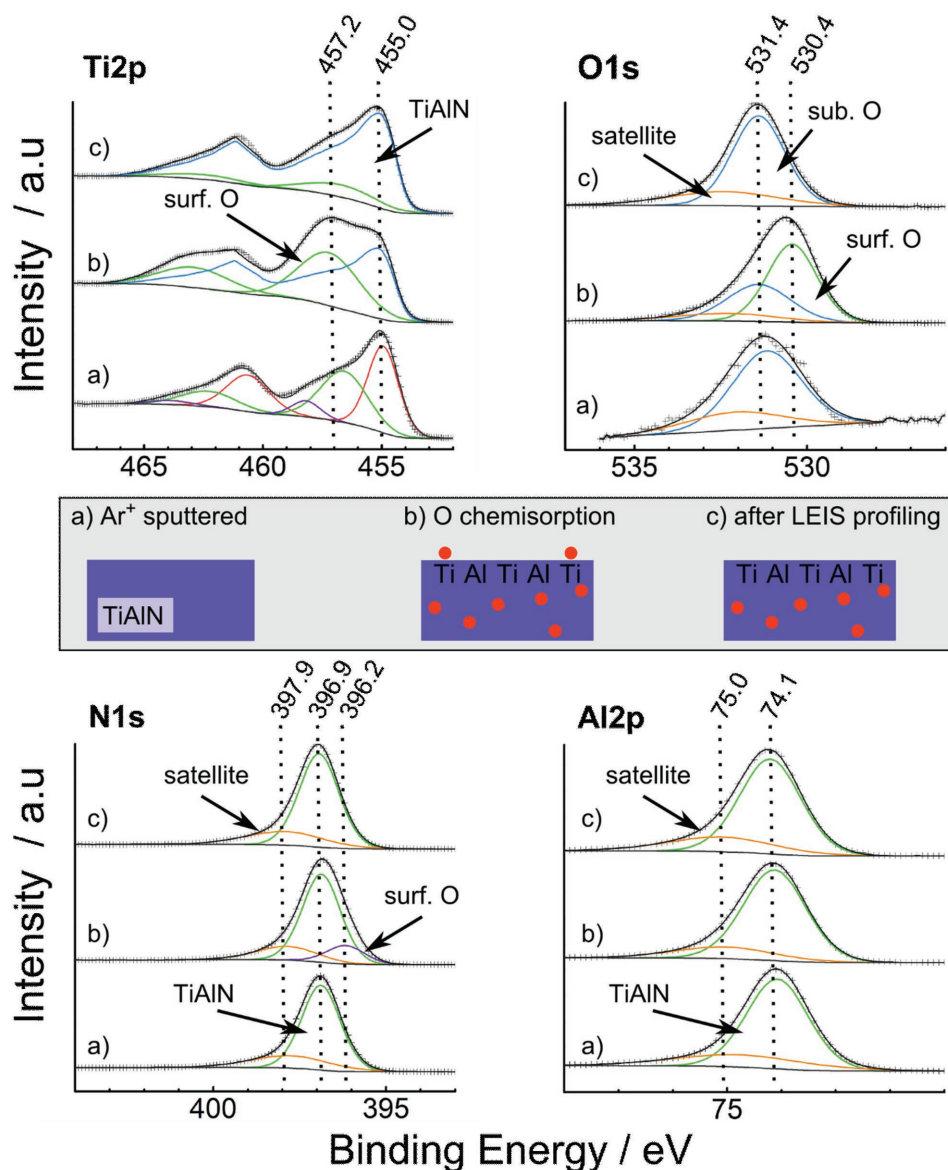 Ti2p
457.2
455.0
TiAlN
surf. O
c)
b)
a)
465
460
455
Intensity / a.u
O1s
531.4
530.4
satellite
sub. O
c)
surf. O
b)
a)
535
530
a) Ar⁺ sputtered
b) O chemisorption
c) after LEIS profiling
TiAlN
Ti Al Ti Al Ti
Ti Al Ti Al Ti
N1s
397.9
396.9
396.2
satellite
c)
surf. O
b)
TiAlN
a)
400
395
Intensity / a.u
Al2p
75.0
74.1
satellite
c)
b)
TiAlN
a)
75
Binding Energy / eV